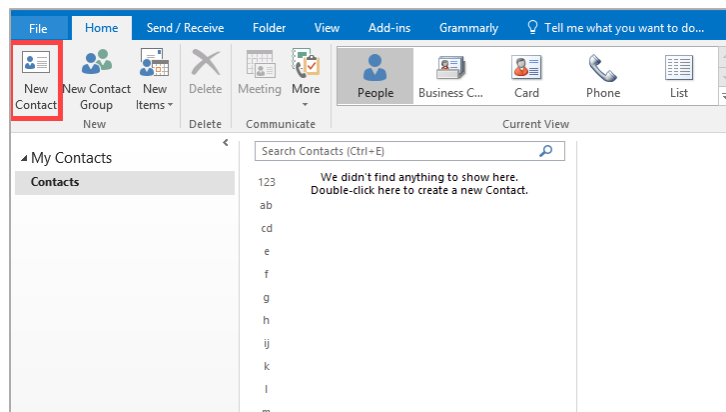 File Home Send / Receive Folder View Add-ins Grammarly Tell me what you want to do...
New Contact
New Contact Group
New Items
Delete
Meeting
More
People
Business C...
Card
Phone
List
New Delete Communicate Current View
My Contacts
Contacts
Search Contacts (Ctrl+E)
We didn't find anything to show here.
Double-click here to create a new Contact.
123
ab
cd
e
f
g
h
ij
k
l
m